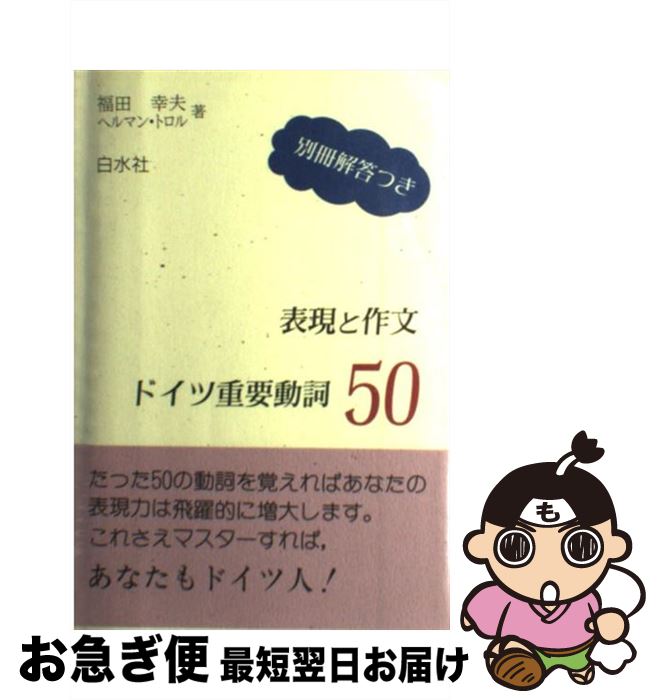 福田 幸夫
ヘルマン・トロル
著
白水社
別冊解答つき
表現と作文
ドイツ重要動詞50
たった50の動詞を覚えればあなたの
表現力は飛躍的に増大します。
これさえマスターすれば,
あなたもドイツ人!
も
お急ぎ便 最短翌日お届け